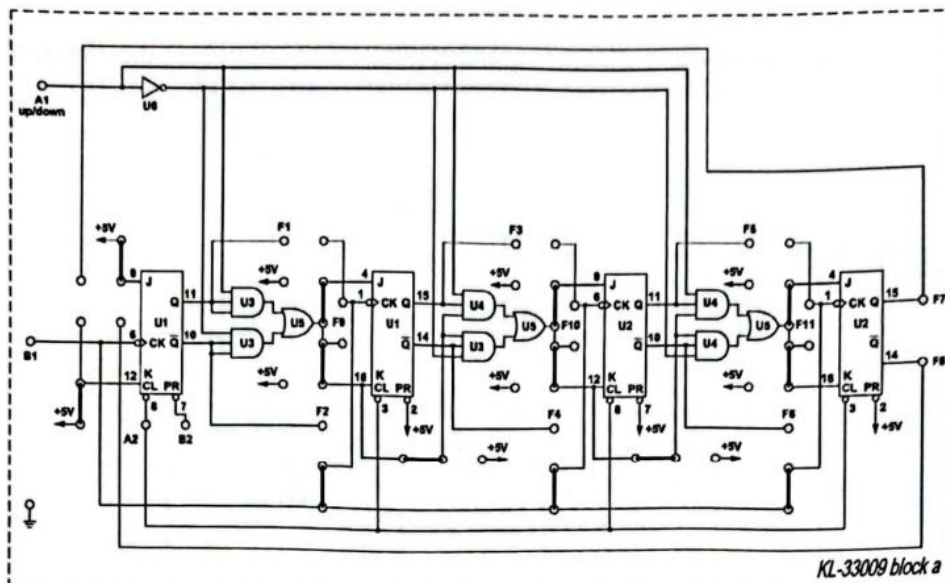 A1
up/down
U6
F1
F3
F5
+5V
+5V
+5V
+5V
9
J
11
Q
U3
U5
F9
4
J
1
CK
Q
15
U4
U5
F10
9
J
6
CK
Q
11
U4
U5
F11
4
J
1
CK
Q
15
F7
U1
U1
U2
U2
B1
6
CK
Q
10
U3
Q
14
U3
Q
10
U4
Q
14
F8
12
K
CL
PR
16
K
CL
PR
12
K
CL
PR
16
K
CL
PR
+5V
+5V
+5V
+5V
6
7
3
2
6
7
3
2
A2
B2
F2
F4
F6
+5V
+5V
+5V
+5V
+5V
KL-33009 block a